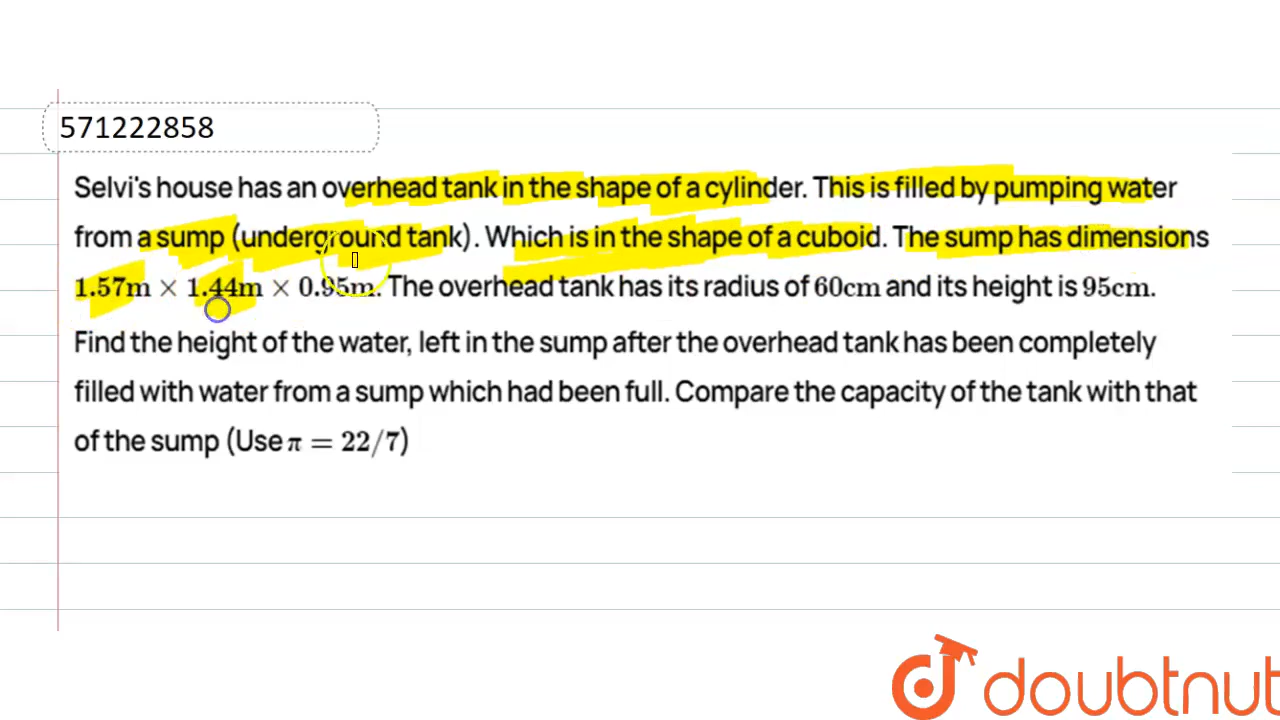 571222858
Selvi's house has an overhead tank in the shape of a cylinder. This is filled by pumping water
from a sump (underground tank). Which is in the shape of a cuboid. The sump has dimensions
1.57m × 1.44m × 0.95m. The overhead tank has its radius of 60cm and its height is 95cm.
Find the height of the water, left in the sump after the overhead tank has been completely
filled with water from a sump which had been full. Compare the capacity of the tank with that
of the sump (Use π = 22/7)
doubtnut